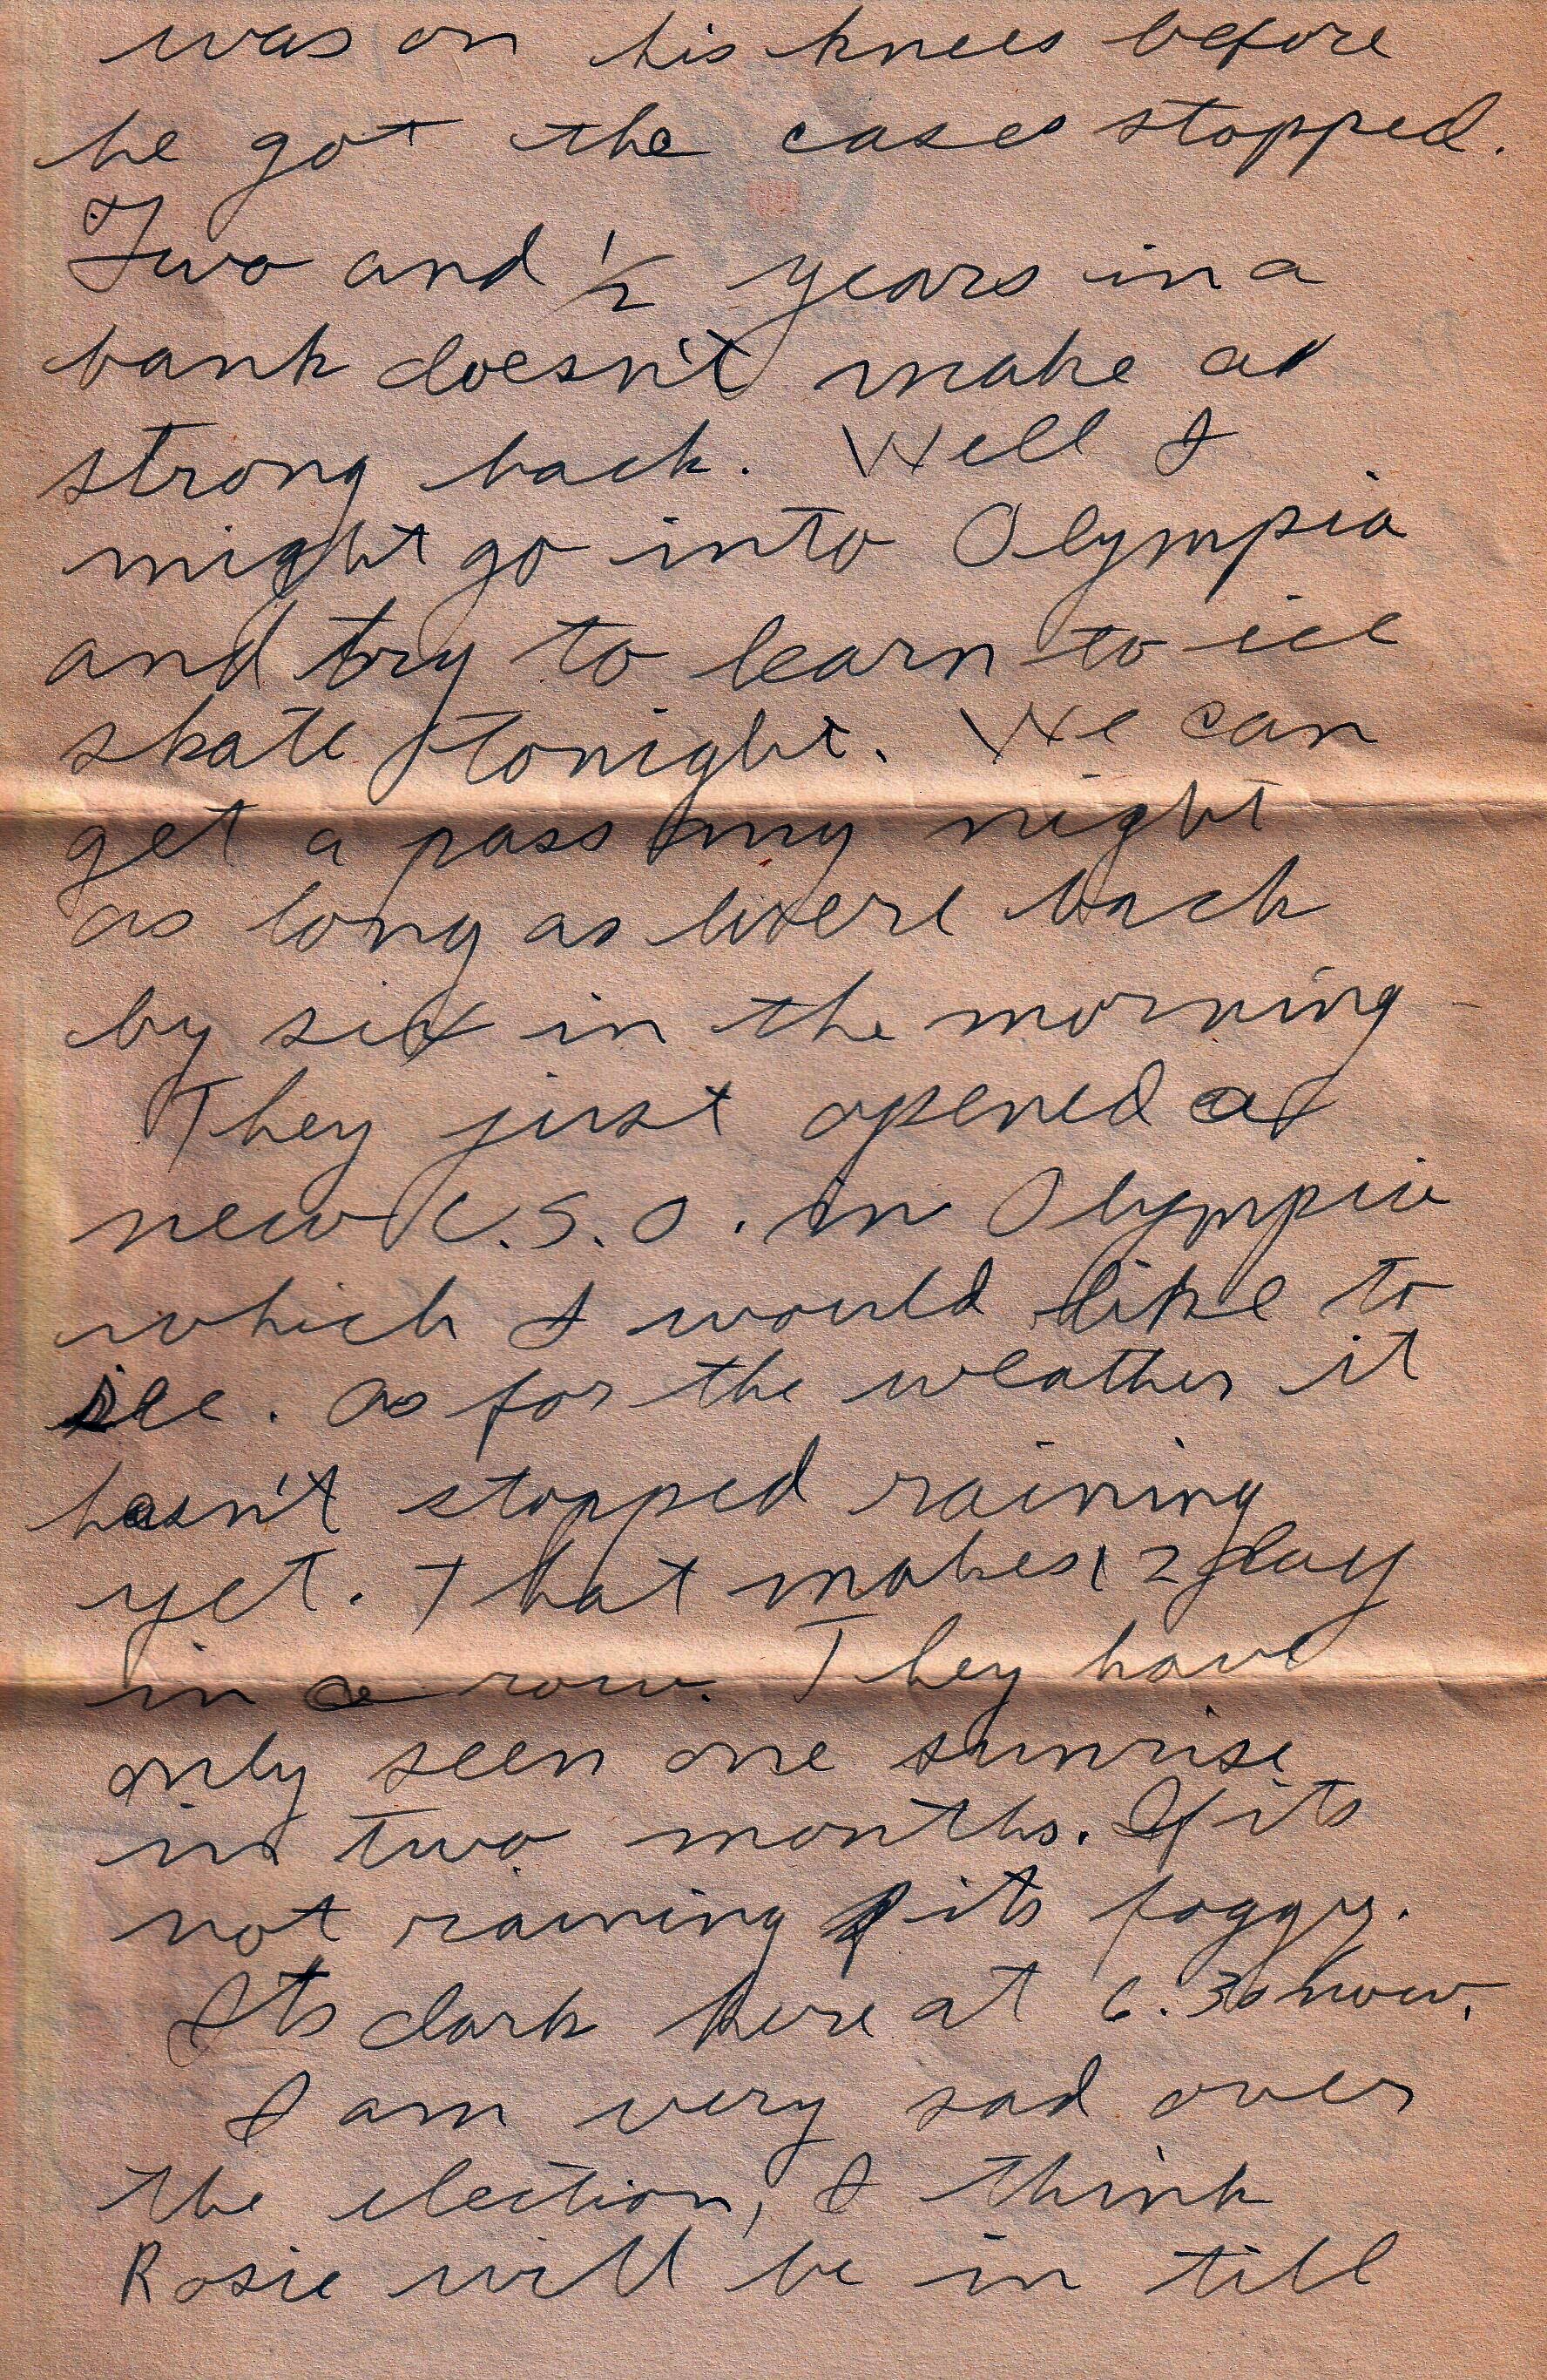 was on his knees before
he got the cases stopped.
Two and 1/2 years in a
bank doesn't make a
strong back. Well I
might go into Olympia
and try to learn to ice
skate tonight. We can
get a pass any night
as long as were back
by six in the morning
They just opened a
new U.S.O. in Olympia
which I would like to
see. as for the weather it
hasn't stopped raining
yet. That makes 12 day
in a row. They have
only seen one sunrise
in two months. If its
not raining its foggy.
Its dark here at 6.30 now.
I am very sad over
the election, I think
Rosie will be in till